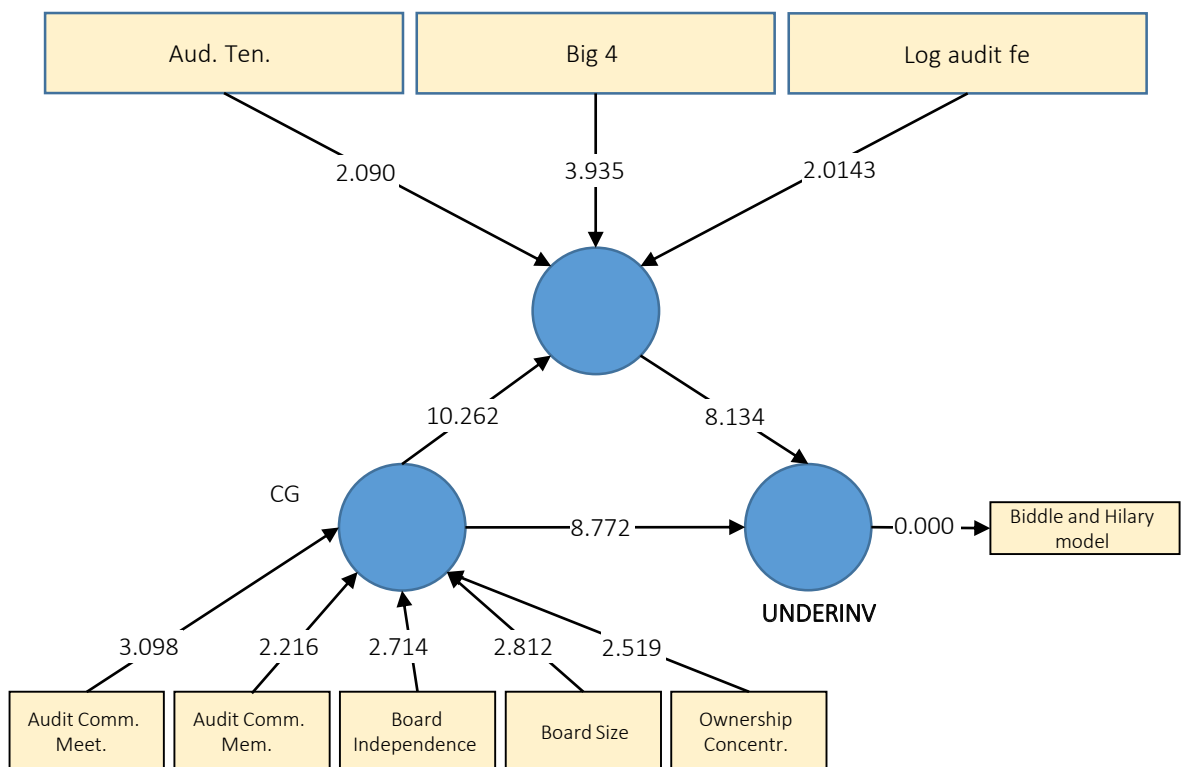 Aud. Ten.
Big 4
Log audit fe
2.090
3.935
2.0143
10.262
8.134
CG
8.772
0.000
Biddle and Hilary
model
UNDERINV
3.098
2.216
2.714
2.812
2.519
Audit Comm.
Meet.
Audit Comm.
Mem.
Board
Independence
Board Size
Ownership
Concentr.